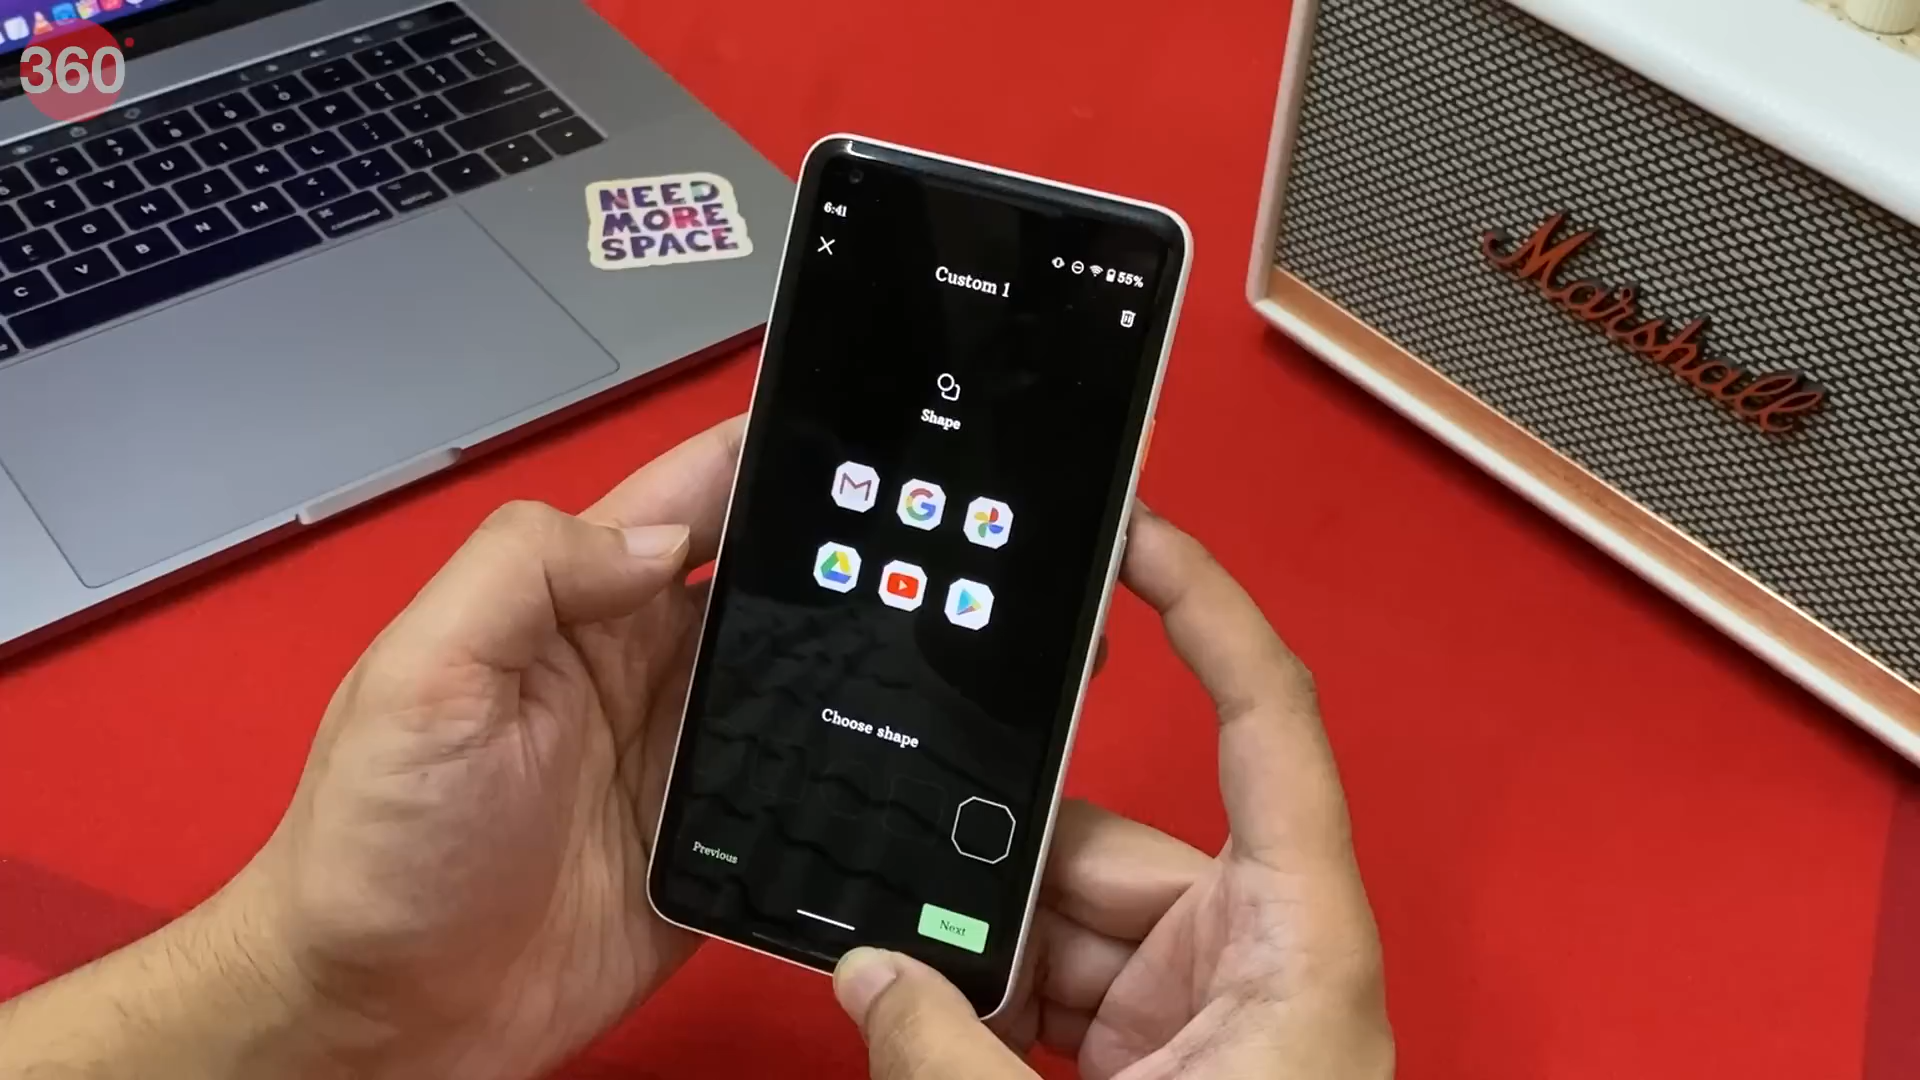 360
NEED
MORE
SPACE
Marshall
6:41
55%
Custom 1
Shape
Choose shape
Previous
Next